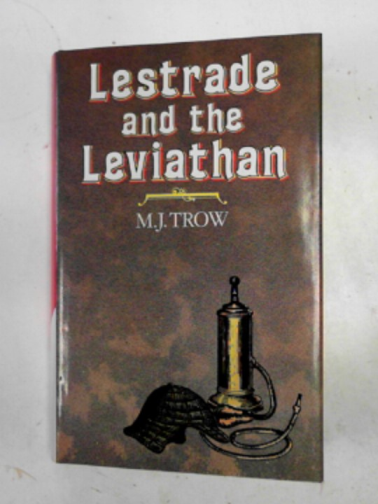 Lestrade
and the
Leviathan
M.J. TROW